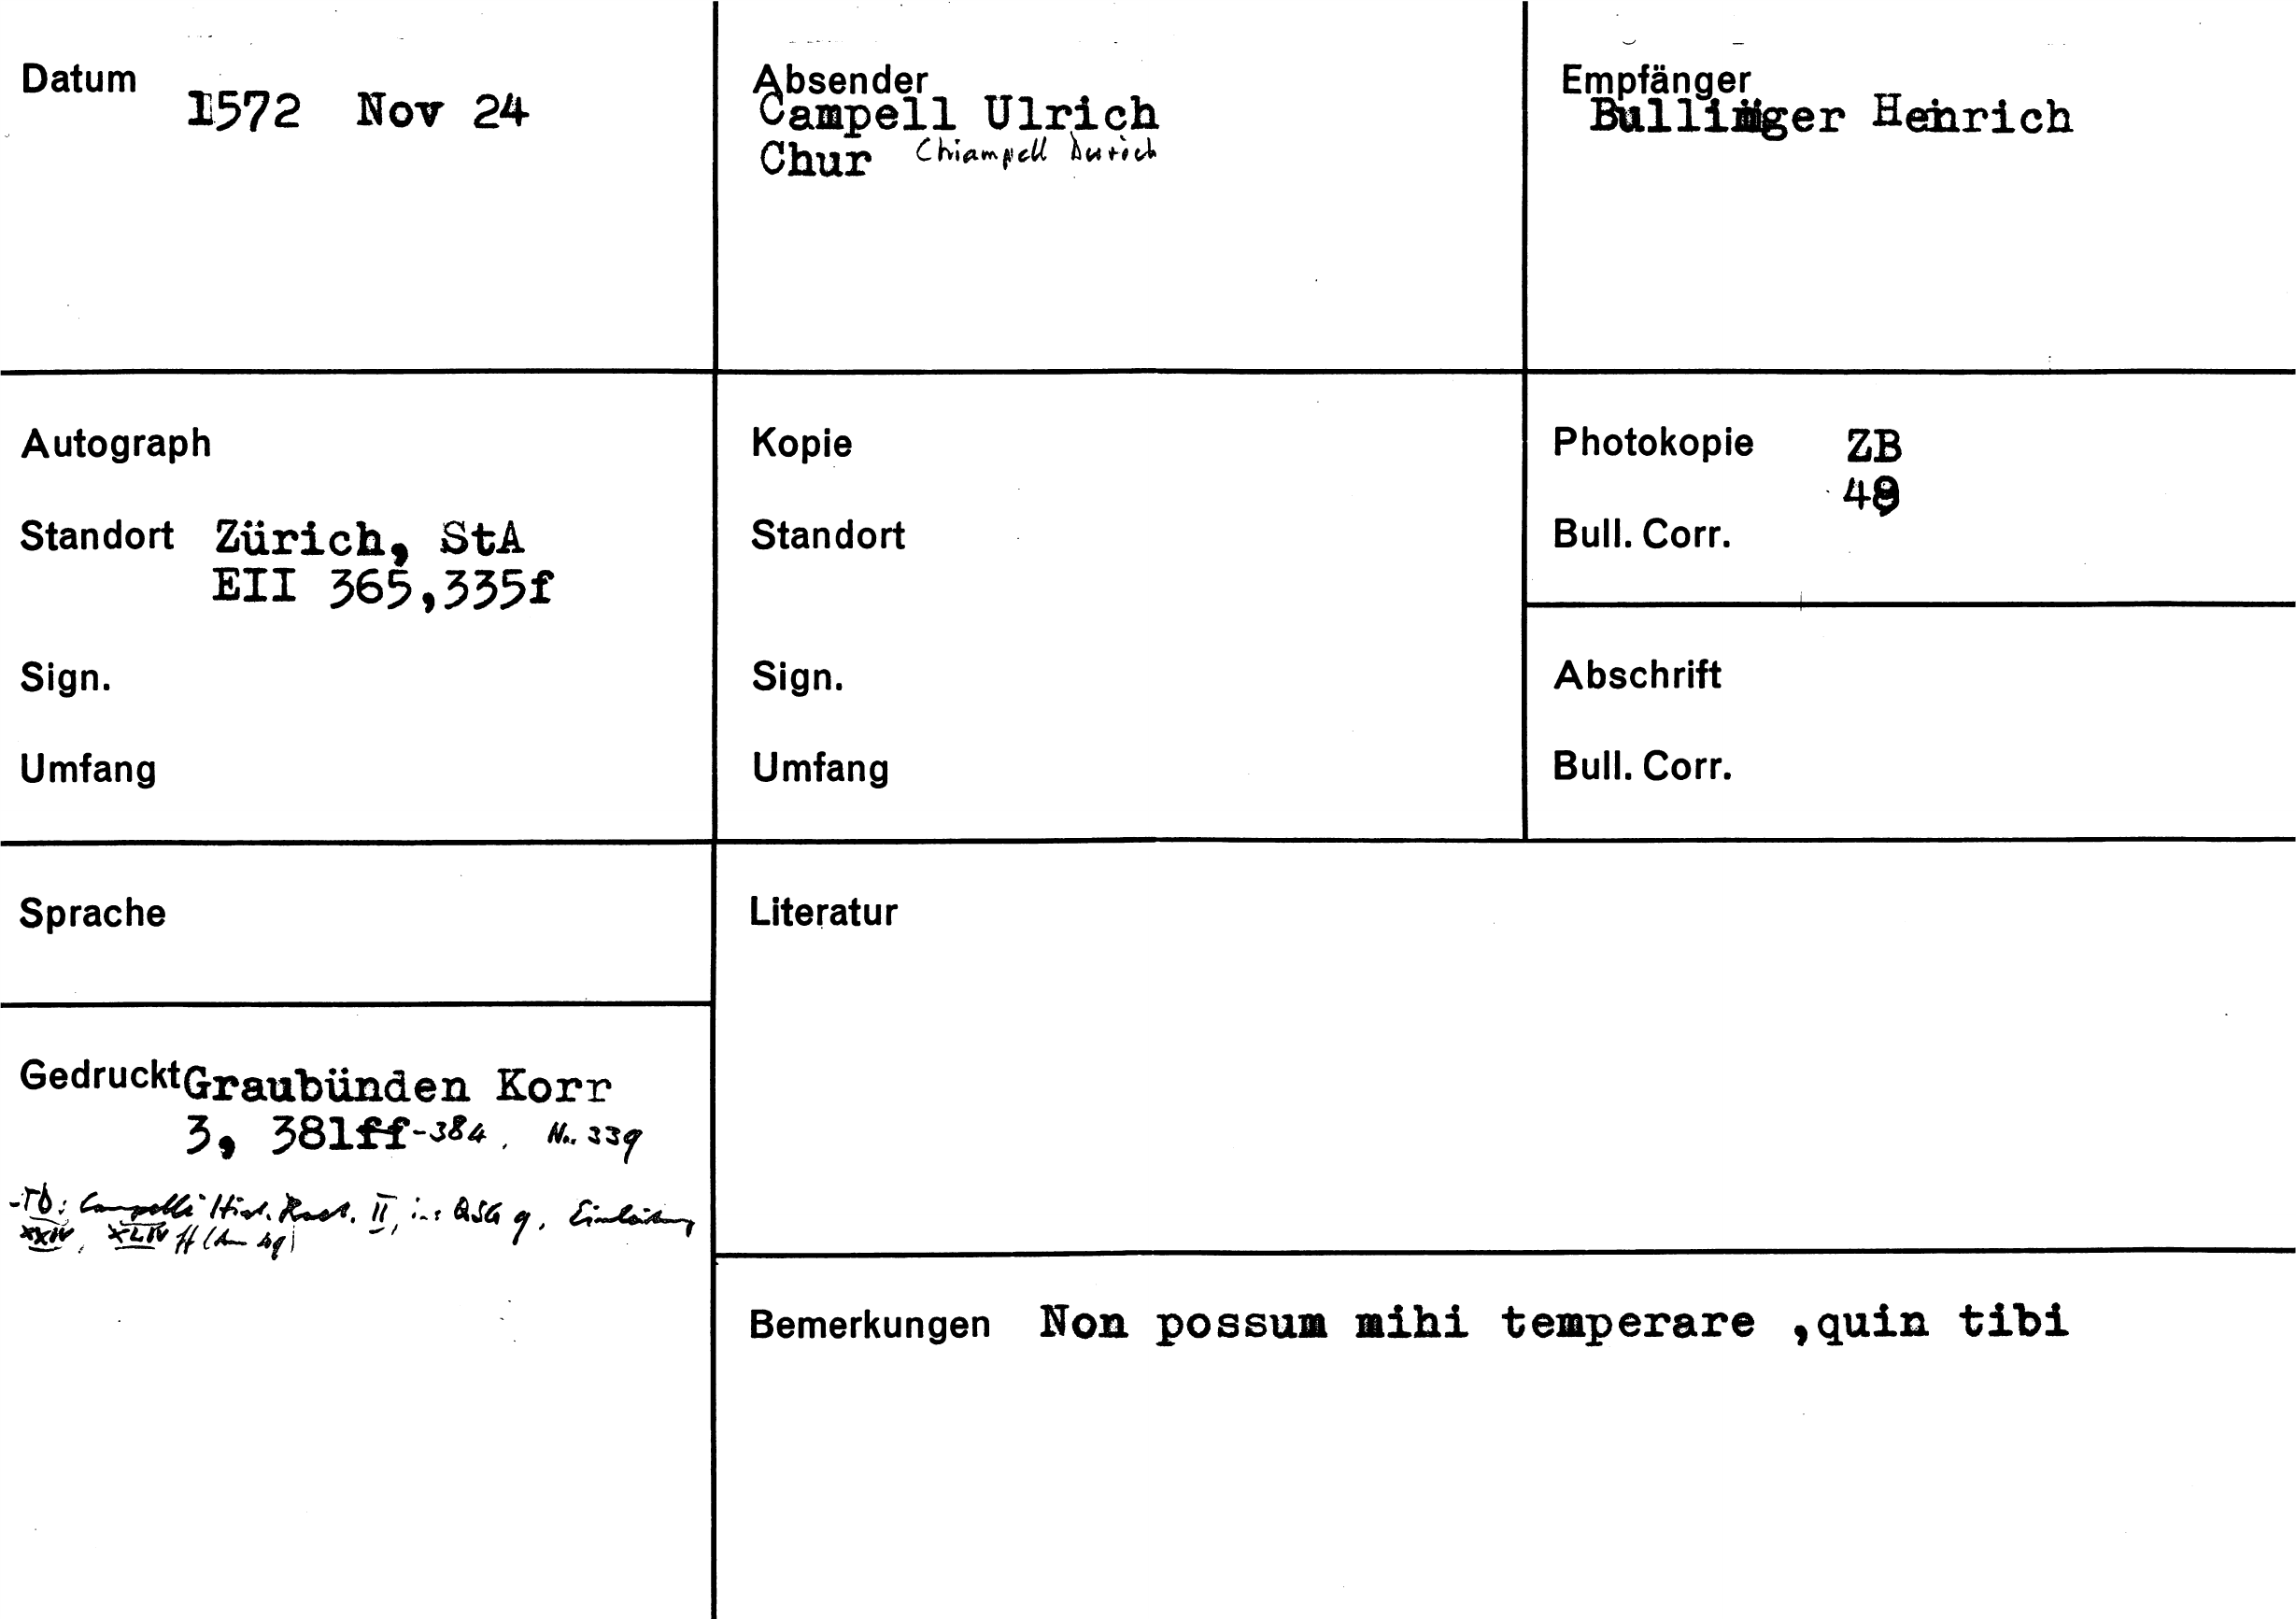 Datum 1572 Nov 24
Absender
Campell Ulrich
Chur Chiampell Durich
Empfänger
Bullinger Heinrich
Autograph
Standort Zürich, StA
EII 365,335f
Sign.
Umfang
Kopie
Standort
Sign.
Umfang
Photokopie ZB
49
Bull. Corr.
Abschrift
Bull. Corr.
Sprache
Literatur
Gedruckt Graubünden Korr
3, 381ff-384. Nr. 339
-Tb: Campelli Hist. Raet. II, in: QSG 9, Einleitung
XXIV, XLIV ff (
Bemerkungen Non possum mihi temperare ,quin tibi